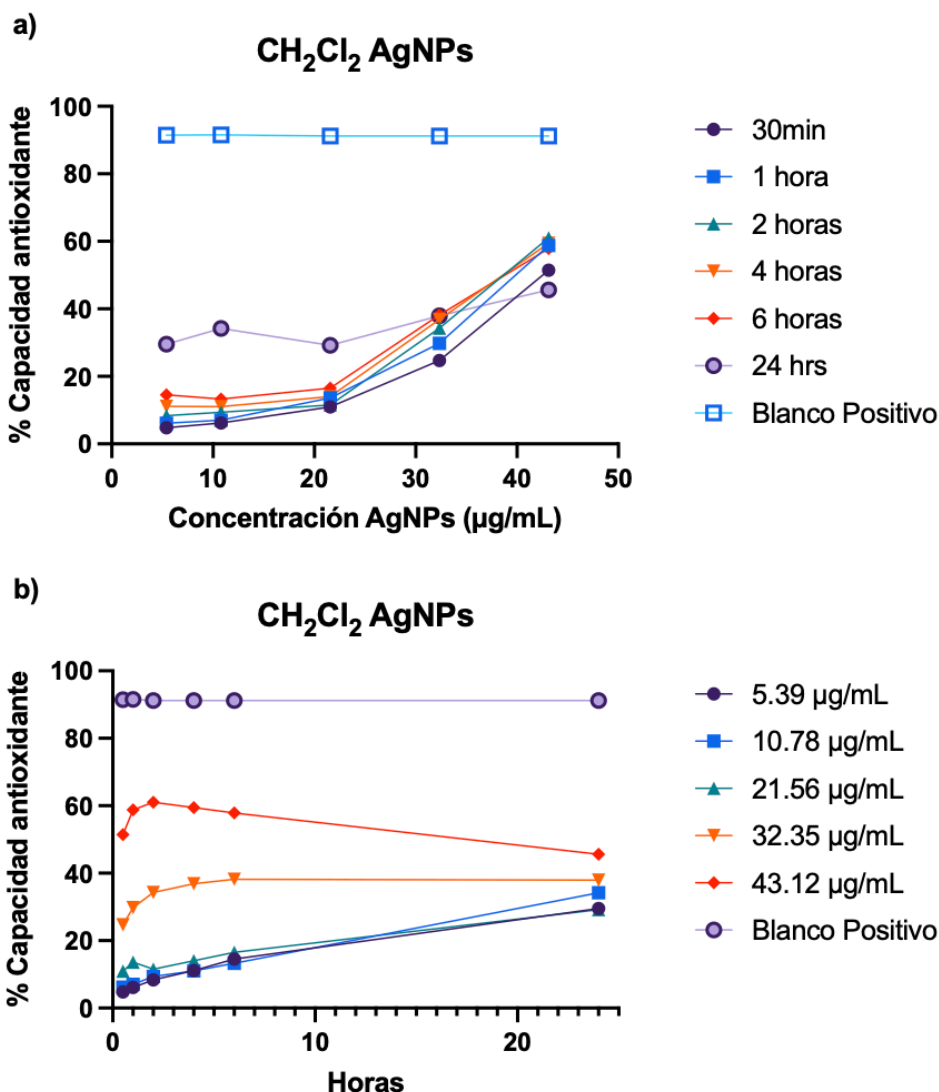 a)
CH₂Cl₂ AgNPs
% Capacidad antioxidante
100
80
60
40
20
0
0 10 20 30 40 50
Concentración AgNPs (µg/mL)
30min
1 hora
2 horas
4 horas
6 horas
24 hrs
Blanco Positivo
b)
CH₂Cl₂ AgNPs
% Capacidad antioxidante
100
80
60
40
20
0
0 10 20
Horas
5.39 µg/mL
10.78 µg/mL
21.56 µg/mL
32.35 µg/mL
43.12 µg/mL
Blanco Positivo